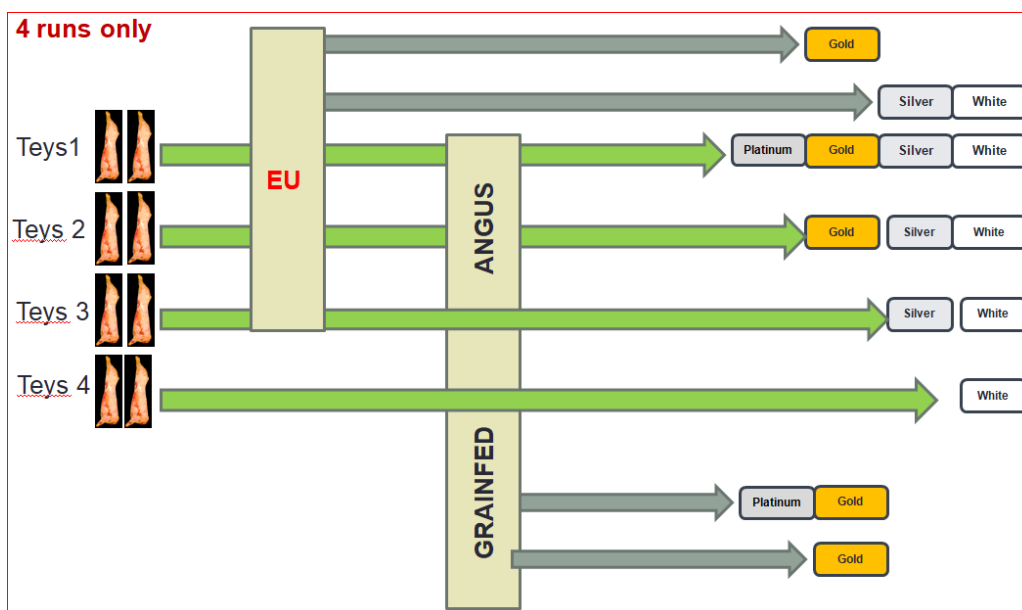 4 runs only
Gold
Silver White
Teys1
Platinum Gold Silver White
EU
ANGUS
Teys 2
Gold Silver White
Teys 3
Silver White
Teys 4
White
GRAINFED
Platinum Gold
Gold